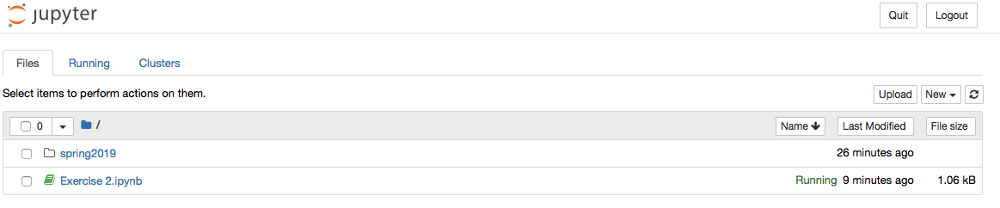 jupyter Quit Logout
Files Running Clusters
Select items to perform actions on them. Upload New
0 / Name Last Modified File size
spring2019 26 minutes ago
Exercise 2.ipynb Running 9 minutes ago 1.06 kB